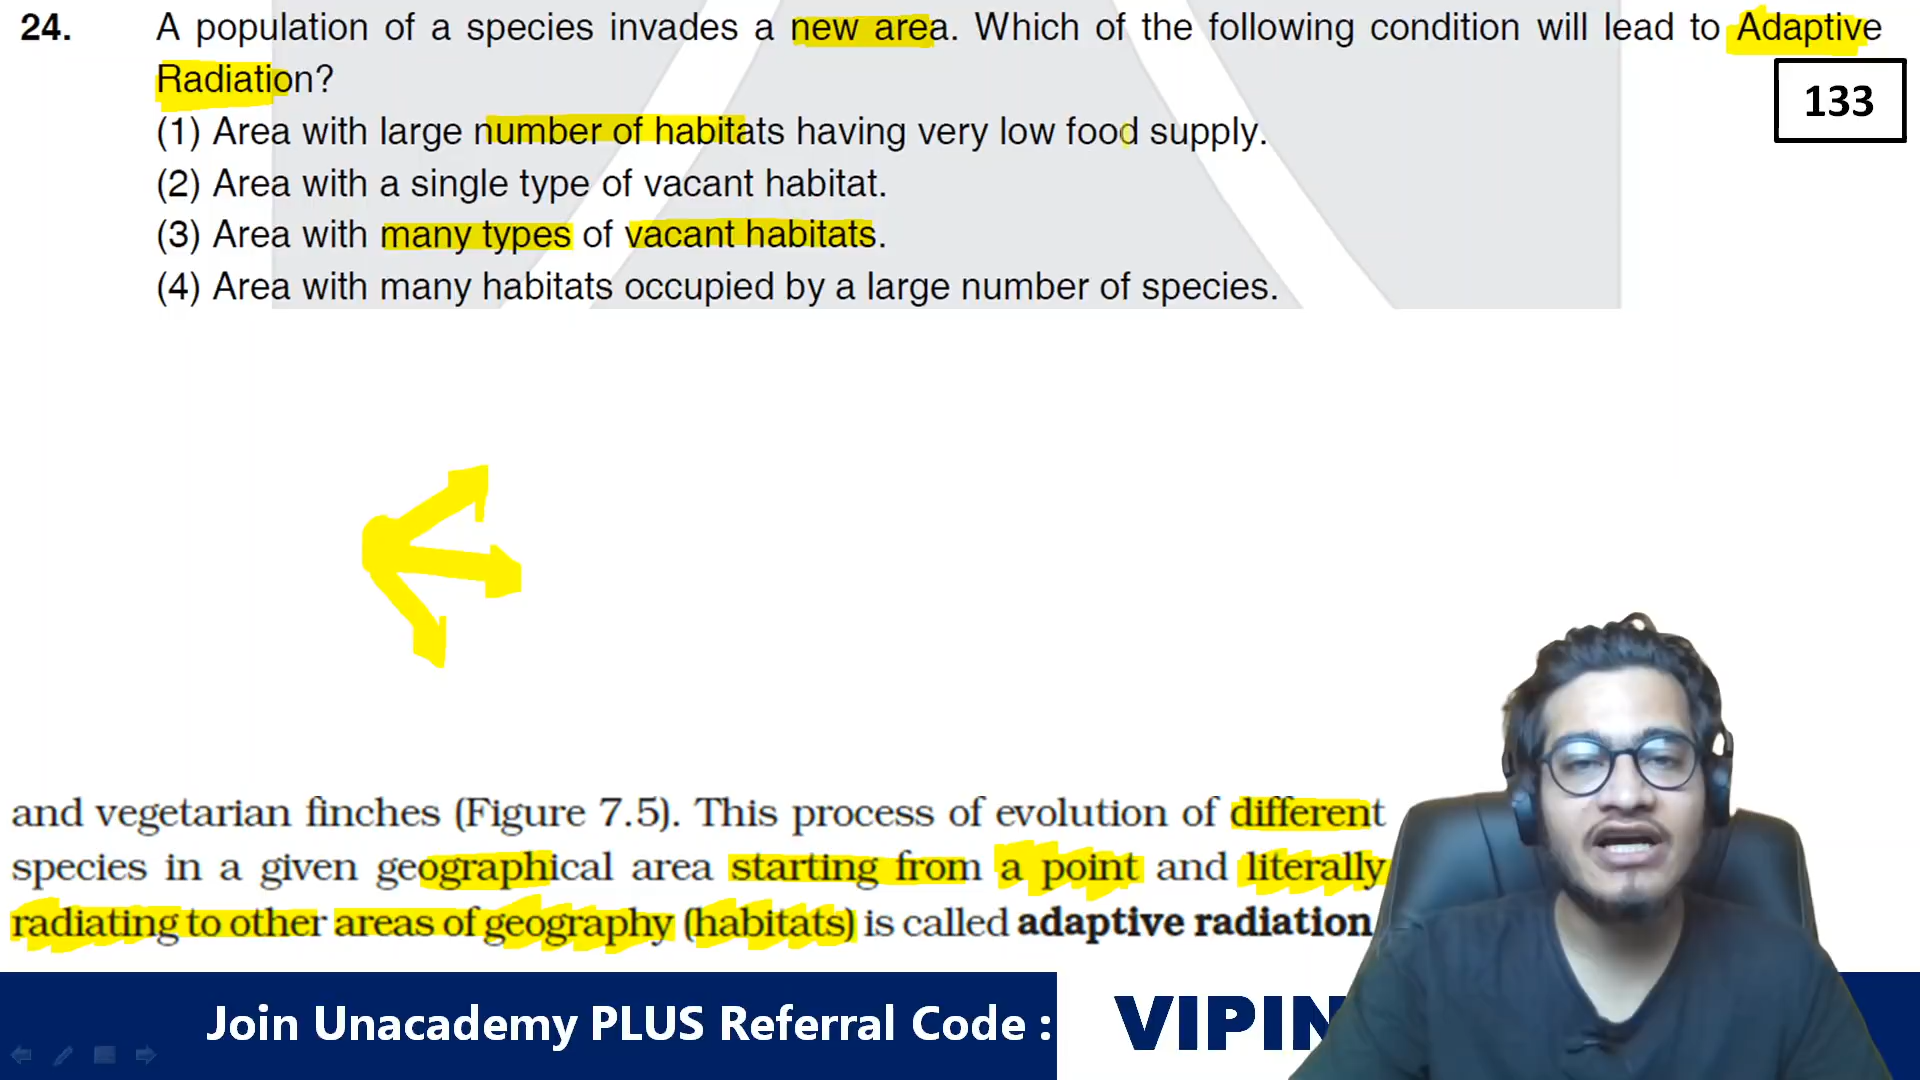 24. A population of a species invades a new area. Which of the following condition will lead to Adaptive
Radiation?
133
(1) Area with large number of habitats having very low food supply.
(2) Area with a single type of vacant habitat.
(3) Area with many types of vacant habitats.
(4) Area with many habitats occupied by a large number of species.
and vegetarian finches (Figure 7.5). This process of evolution of different
species in a given geographical area starting from a point and literally
radiating to other areas of geography (habitats) is called adaptive radiation
Join Unacademy PLUS Referral Code :
VIPIN